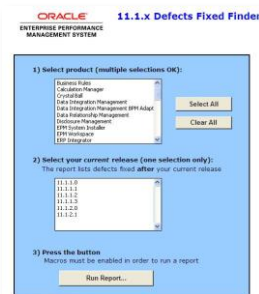 ORACLE
ENTERPRISE PERFORMANCE
MANAGEMENT SYSTEM
11.1.x Defects Fixed Finder
1) Select product (multiple selections OK):
Business Rules
Calculation Manager
CrystalBall
Data Integration Management
Data Integration Management BPM Adapt
Data Relationship Management
Disclosure Management
EPM System Installer
EPM Workspace
ERP Integrator
Select All
Clear All
2) Select your current release (one selection only):
The report lists defects fixed after your current release
11.1.1.0
11.1.1.1
11.1.1.2
11.1.1.3
11.1.2.0
11.1.2.1
3) Press the button
Macros must be enabled in order to run a report
Run Report...